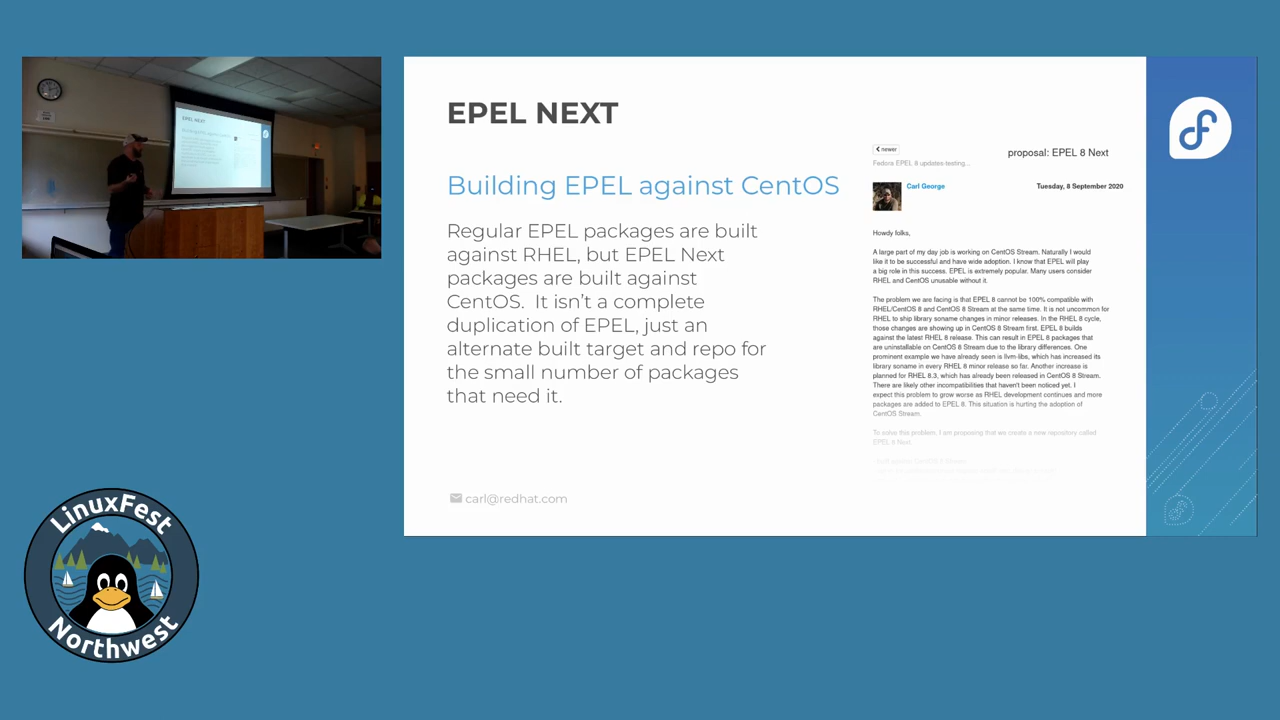 EPEL NEXT
Building EPEL against CentOS
Regular EPEL packages are built
against RHEL, but EPEL Next
packages are built against
CentOS.  It isn't a complete
duplication of EPEL, just an
alternate built target and repo for
the small number of packages
that need it.
carl@redhat.com
newer
proposal: EPEL 8 Next
Fedora EPEL 8 updates-testing...
Carl George
Tuesday, 8 September 2020
Howdy folks,
A large part of my day job is working on CentOS Stream. Naturally I would
like it to be successful and have wide adoption. I know that EPEL will play
a big role in this success. EPEL is extremely popular. Many users consider
RHEL and CentOS unusable without it.
The problem we are facing is that EPEL 8 cannot be 100% compatible with
RHEL/CentOS 8 and CentOS 8 Stream at the same time. It is not uncommon for
RHEL to ship library soname changes in minor releases. In the RHEL 8 cycle,
those changes are showing up in CentOS 8 Stream first. EPEL 8 builds
against the latest RHEL 8 release. This can result in EPEL 8 packages that
are uninstallable on CentOS 8 Stream due to the library differences. One
prominent example we have already seen is llvm-libs, which has increased its
library soname in every RHEL 8 minor release so far. Another increase is
planned for RHEL 8.3, which has already been released in CentOS 8 Stream.
There are likely other incompatibilities that haven't been noticed yet. I
expect this problem to grow worse as RHEL development continues and more
packages are added to EPEL 8. This situation is hurting the adoption of
CentOS Stream.
To solve this problem, I am proposing that we create a new repository called
EPEL 8 Next.
EPEL NEXT
LinuxFest
Northwest